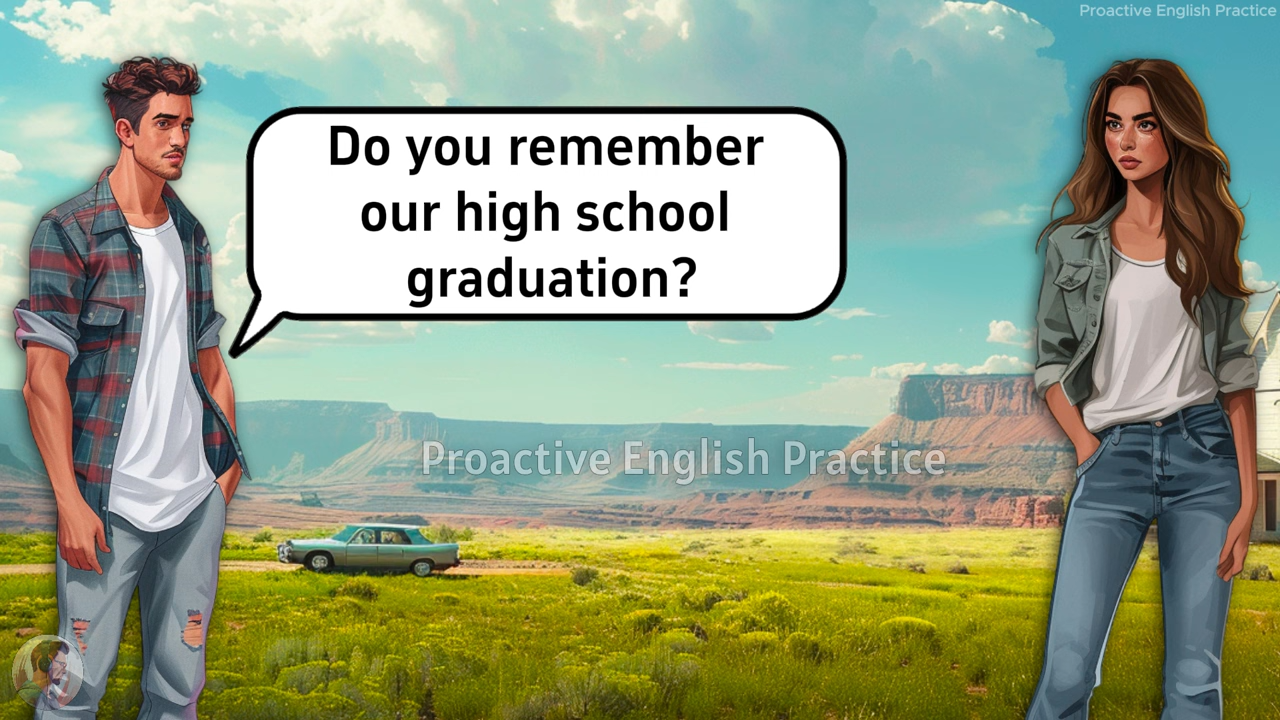 Proactive English Practice
Do you remember
our high school
graduation?
Proactive English Practice